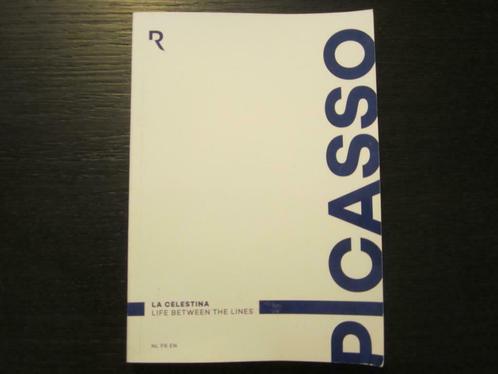 R
PICASSO
LA CELESTINA
LIFE BETWEEN THE LINES
NL FR EN